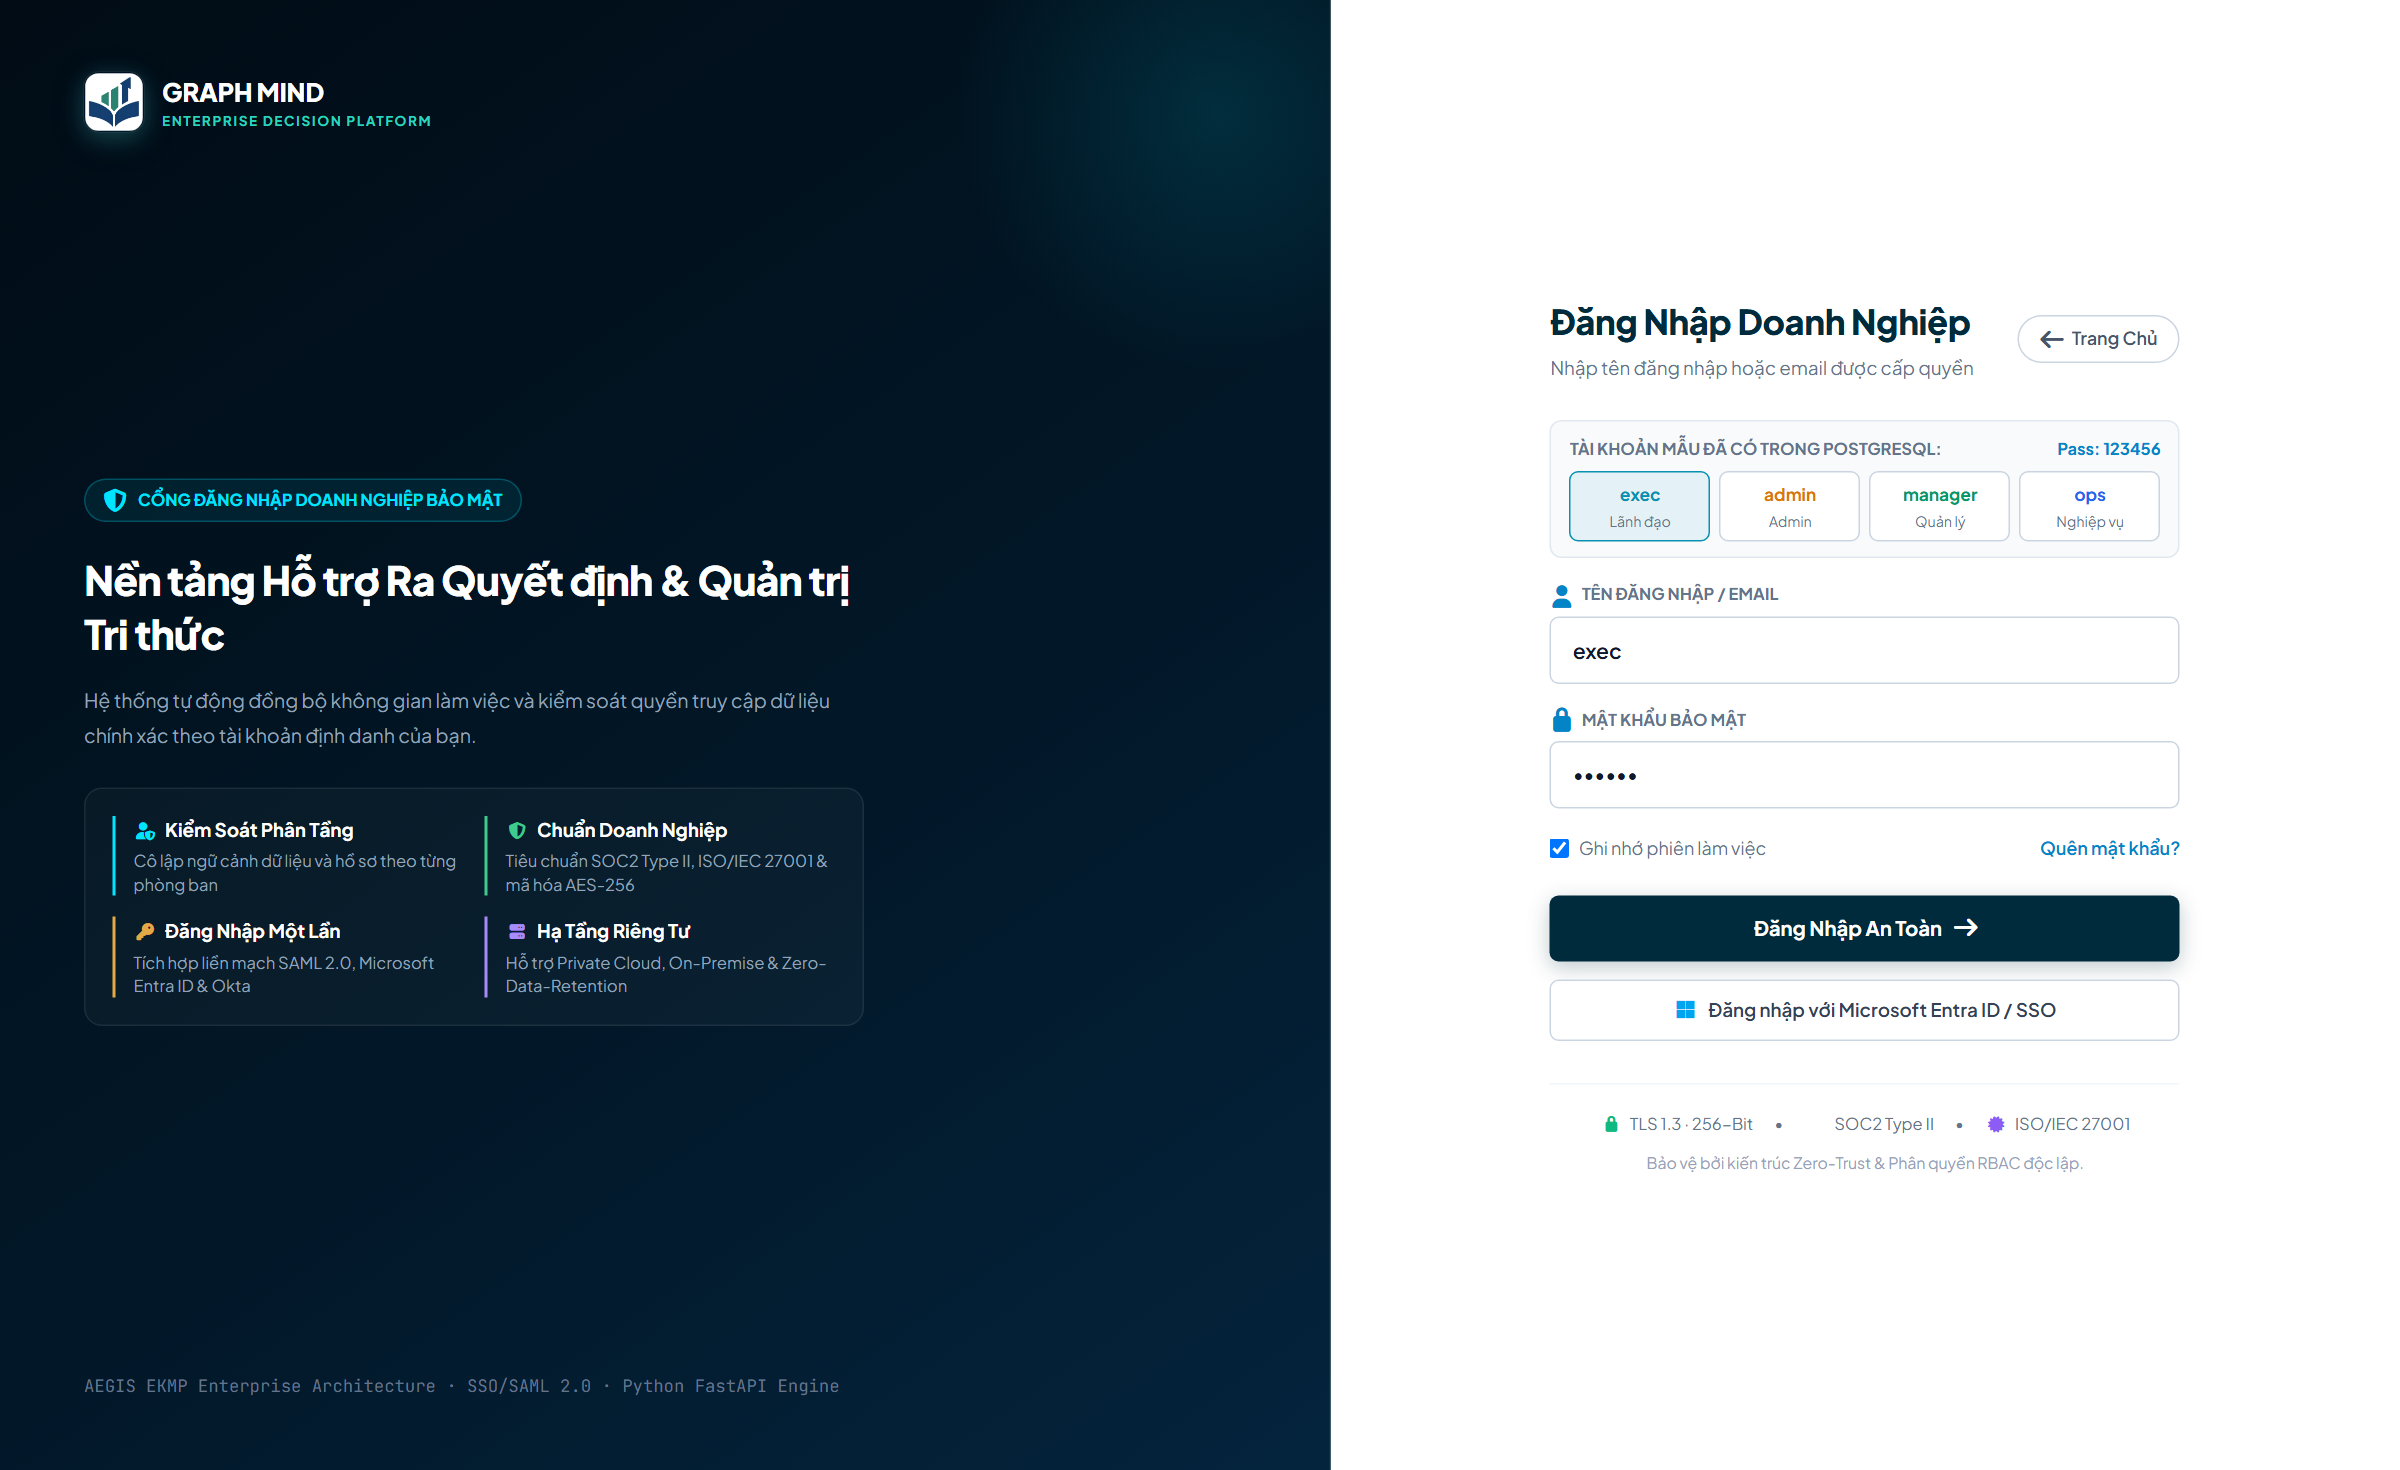 GRAPH MIND
ENTERPRISE DECISION PLATFORM
CỔNG ĐĂNG NHẬP DOANH NGHIỆP BẢO MẬT
Nền tảng Hỗ trợ Ra Quyết định & Quản trị
Tri thức
Hệ thống tự động đồng bộ không gian làm việc và kiểm soát quyền truy cập dữ liệu
chính xác theo tài khoản định danh của bạn.
Kiểm Soát Phân Tầng
Cô lập ngữ cảnh dữ liệu và hồ sơ theo từng
phòng ban
Chuẩn Doanh Nghiệp
Tiêu chuẩn SOC2 Type II, ISO/IEC 27001 &
mã hóa AES-256
Đăng Nhập Một Lần
Tích hợp liền mạch SAML 2.0, Microsoft
Entra ID & Okta
Hạ Tầng Riêng Tư
Hỗ trợ Private Cloud, On-Premise & Zero-
Data-Retention
AEGIS EKMP Enterprise Architecture · SSO/SAML 2.0 · Python FastAPI Engine
Đăng Nhập Doanh Nghiệp
Nhập tên đăng nhập hoặc email được cấp quyền
← Trang Chủ
TÀI KHOẢN MẪU ĐÃ CÓ TRONG POSTGRESQL: Pass: 123456
exec admin manager ops
Lãnh đạo Admin Quản lý Nghiệp vụ
TÊN ĐĂNG NHẬP / EMAIL
exec
MẬT KHẨU BẢO MẬT
••••••
Ghi nhớ phiên làm việc Quên mật khẩu?
Đăng Nhập An Toàn →
Đăng nhập với Microsoft Entra ID / SSO
TLS 1.3 · 256-Bit • SOC2 Type II • ISO/IEC 27001
Bảo vệ bởi kiến trúc Zero-Trust & Phân quyền RBAC độc lập.